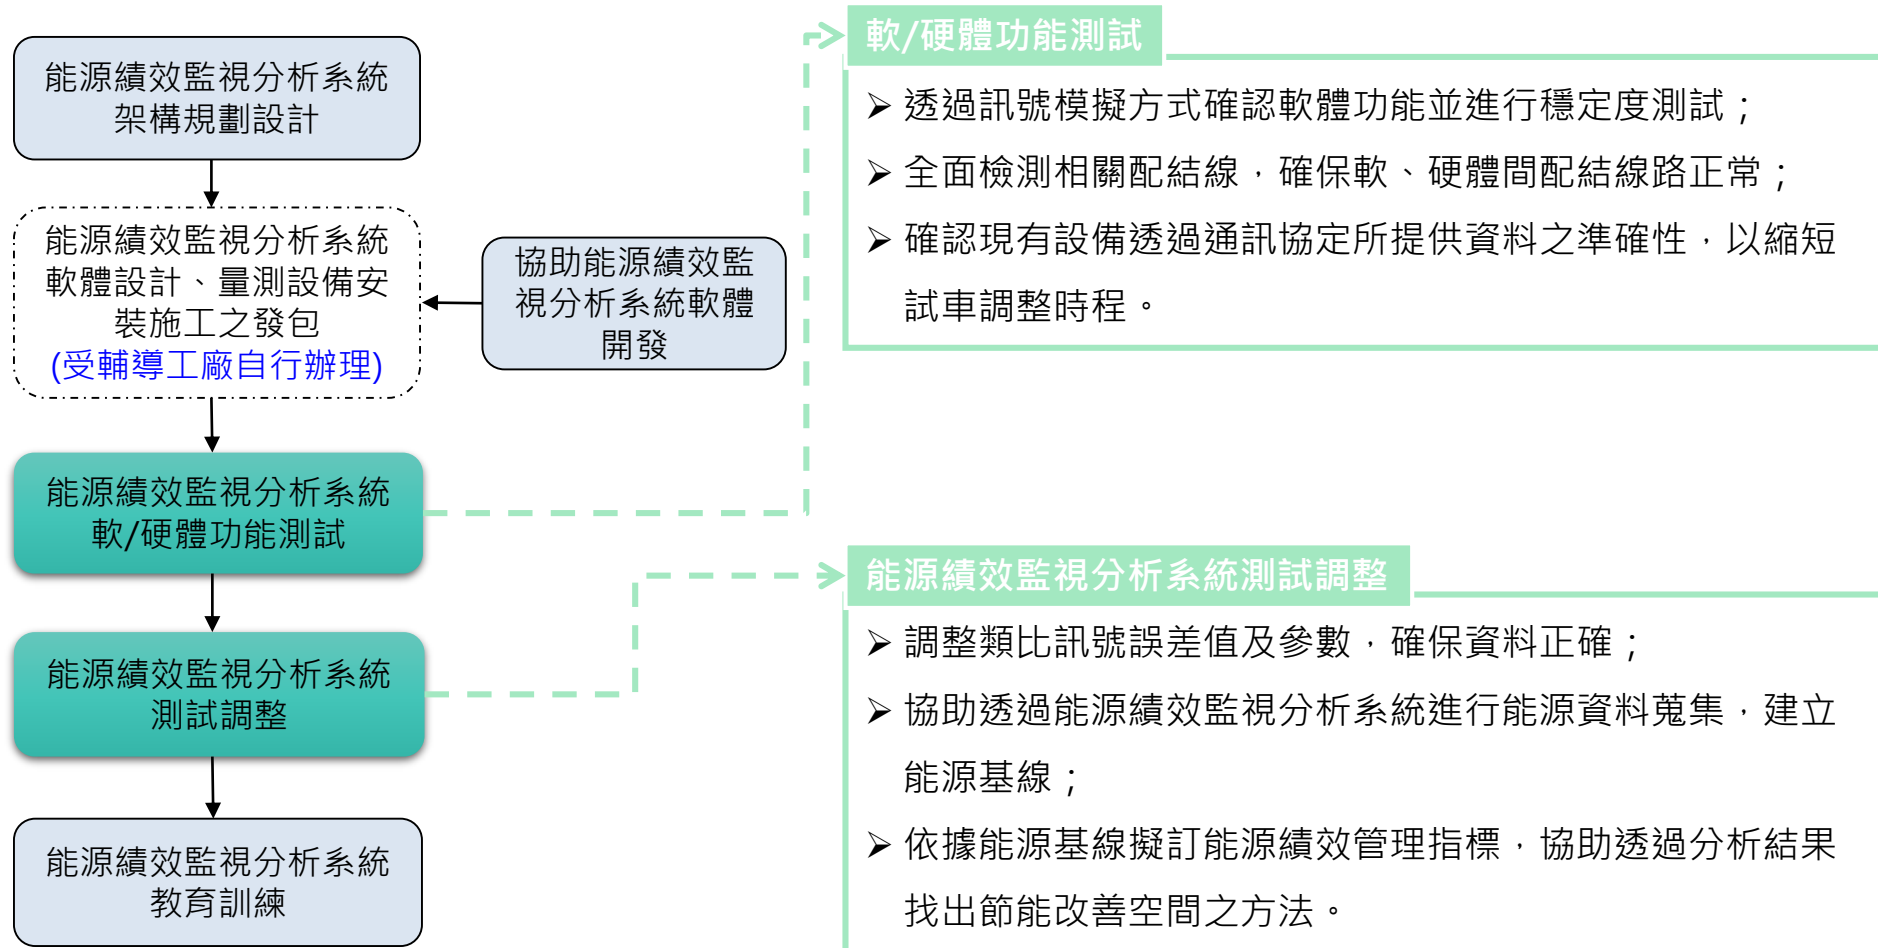 能源績效監視分析系統
架構規劃設計
能源績效監視分析系統
軟體設計、量測設備安
裝施工之發包
(受輔導工廠自行辦理)
協助能源績效監
視分析系統軟體
開發
能源績效監視分析系統
軟/硬體功能測試
能源績效監視分析系統
測試調整
能源績效監視分析系統
教育訓練
軟/硬體功能測試
➢ 透過訊號模擬方式確認軟體功能並進行穩定度測試；
➢ 全面檢測相關配結線，確保軟、硬體間配結線路正常；
➢ 確認現有設備透過通訊協定所提供資料之準確性，以縮短
試車調整時程。
能源績效監視分析系統測試調整
➢ 調整類比訊號誤差值及參數，確保資料正確；
➢ 協助透過能源績效監視分析系統進行能源資料蒐集，建立
能源基線；
➢ 依據能源基線擬訂能源績效管理指標，協助透過分析結果
找出節能改善空間之方法。